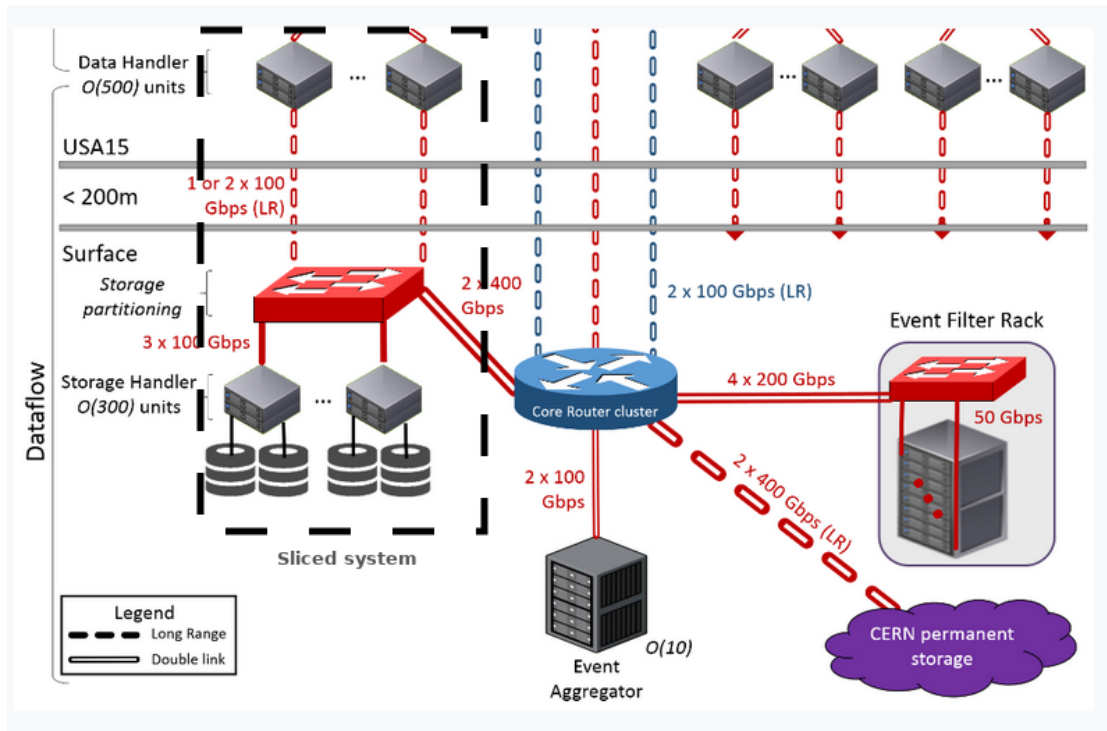 Data Handler
O(500) units
...
...
...
USA15
< 200m
1 or 2 x 100
Gbps (LR)
Surface
Storage
partitioning
2 x 400
Gbps
2 x 100 Gbps (LR)
3 x 100 Gbps
Storage Handler
O(300) units
...
Dataflow
Core Router cluster
4 x 200 Gbps
Event Filter Rack
50 Gbps
2 x 100
Gbps
2 x 400 Gbps (LR)
Sliced system
Legend
Long Range
Double link
O(10)
Event
Aggregator
CERN permanent
storage